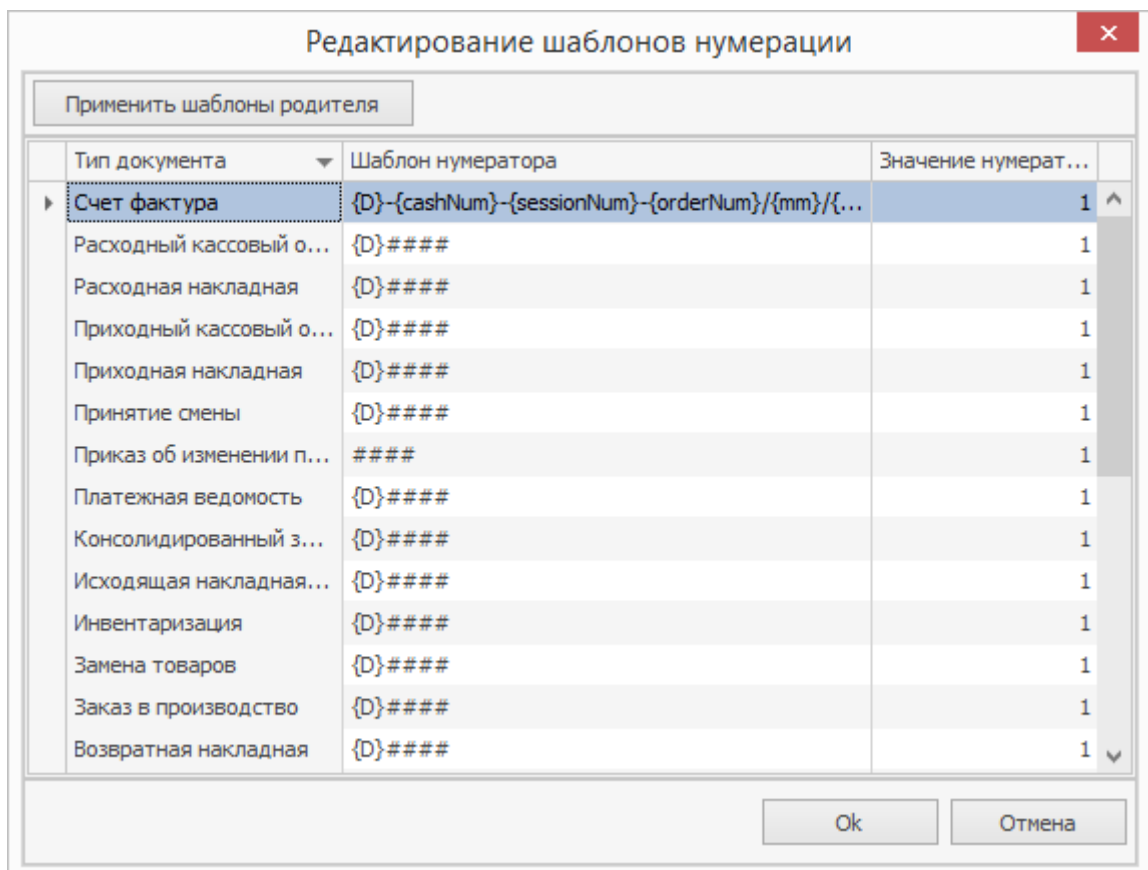 Редактирование шаблонов нумерации
Применить шаблоны родителя
Тип документа Шаблон нумератора Значение нумерат...
Счет фактура {D}-{cashNum}-{sessionNum}-{orderNum}/{mm}/{... 1
Расходный кассовый о... {D}#### 1
Расходная накладная {D}#### 1
Приходный кассовый о... {D}#### 1
Приходная накладная {D}#### 1
Принятие смены {D}#### 1
Приказ об изменении п... #### 1
Платежная ведомость {D}#### 1
Консолидированный з... {D}#### 1
Исходящая накладная... {D}#### 1
Инвентаризация {D}#### 1
Замена товаров {D}#### 1
Заказ в производство {D}#### 1
Возвратная накладная {D}#### 1
Ok Отмена